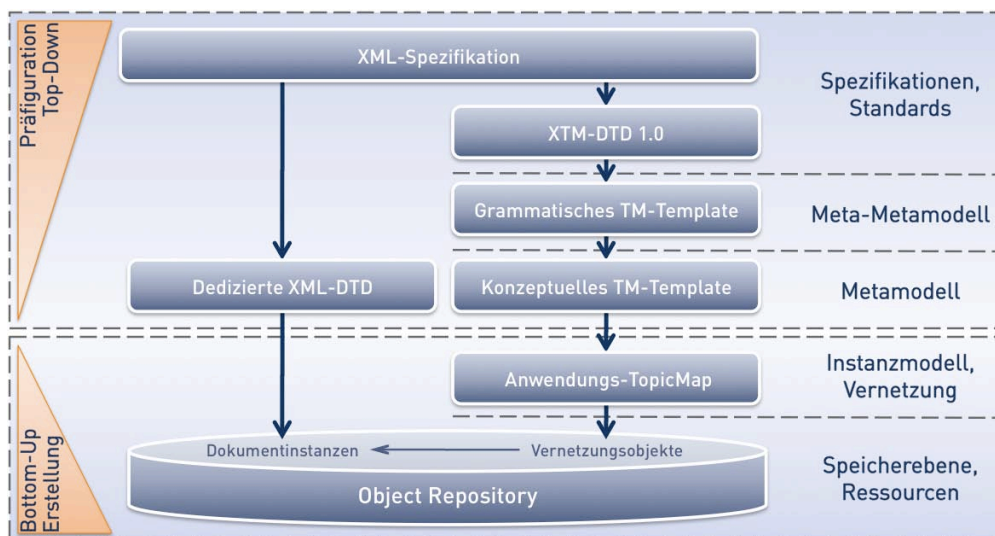 Präfiguration
Top-Down
XML-Spezifikation
Spezifikationen,
Standards
XTM-DTD 1.0
Grammatisches TM-Template
Meta-Metamodell
Dedizierte XML-DTD
Konzeptuelles TM-Template
Metamodell
Bottom-Up
Erstellung
Anwendungs-TopicMap
Instanzmodell,
Vernetzung
Dokumentinstanzen
Vernetzungsobjekte
Object Repository
Speicherebene,
Ressourcen